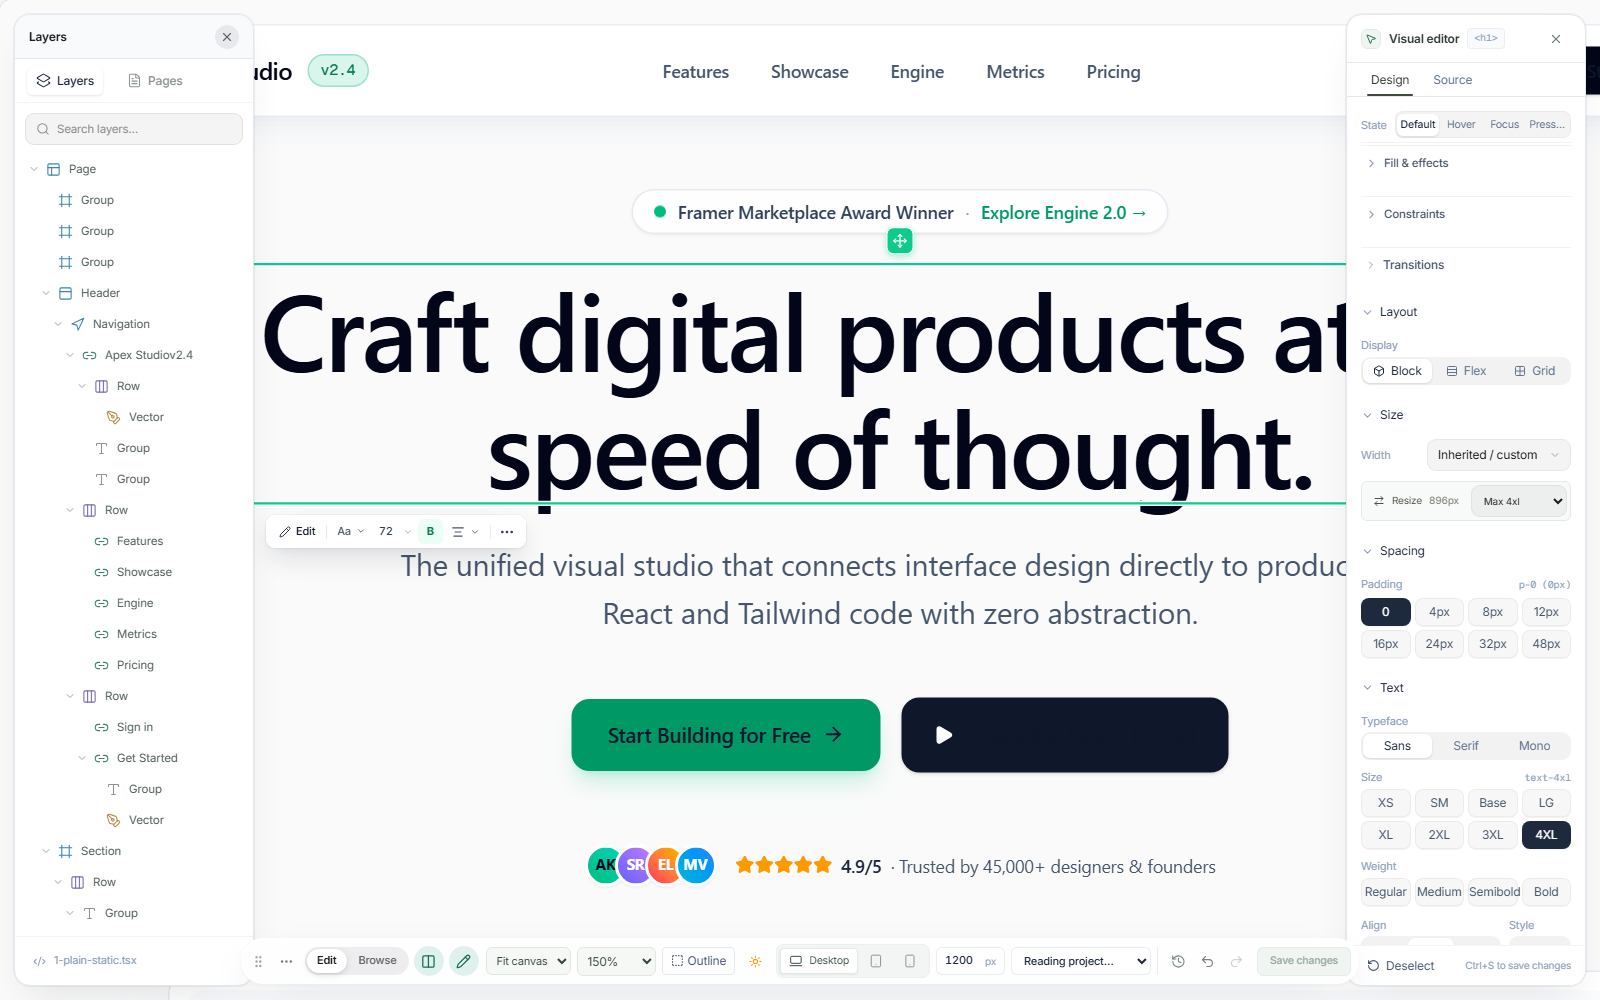 Layers
Layers
Pages
Search layers...
Page
Group
Group
Group
Header
Navigation
Apex Studiov2.4
Row
Vector
Group
Group
Row
Features
Showcase
Engine
Metrics
Pricing
Row
Sign in
Get Started
Group
Vector
Section
Row
Group
1-plain-static.tsx
udio
v2.4
Features
Showcase
Engine
Metrics
Pricing
Framer Marketplace Award Winner · Explore Engine 2.0 →
Craft digital products at
speed of thought.
Edit
Aa
72
B
The unified visual studio that connects interface design directly to produc
React and Tailwind code with zero abstraction.
Start Building for Free →
AK
SR
EL
MV
4.9/5 · Trusted by 45,000+ designers & founders
Edit
Browse
Fit canvas
150%
Outline
Desktop
1200 px
Reading project...
Save changes
Visual editor
<h1>
Design
Source
State
Default
Hover
Focus
Press...
Fill & effects
Constraints
Transitions
Layout
Display
Block
Flex
Grid
Size
Width
Inherited / custom
Resize 896px
Max 4xl
Spacing
Padding
p-0 (0px)
0
4px
8px
12px
16px
24px
32px
48px
Text
Typeface
Sans
Serif
Mono
Size
text-4xl
XS
SM
Base
LG
XL
2XL
3XL
4XL
Weight
Regular
Medium
Semibold
Bold
Align
Style
Deselect
Ctrl+S to save changes